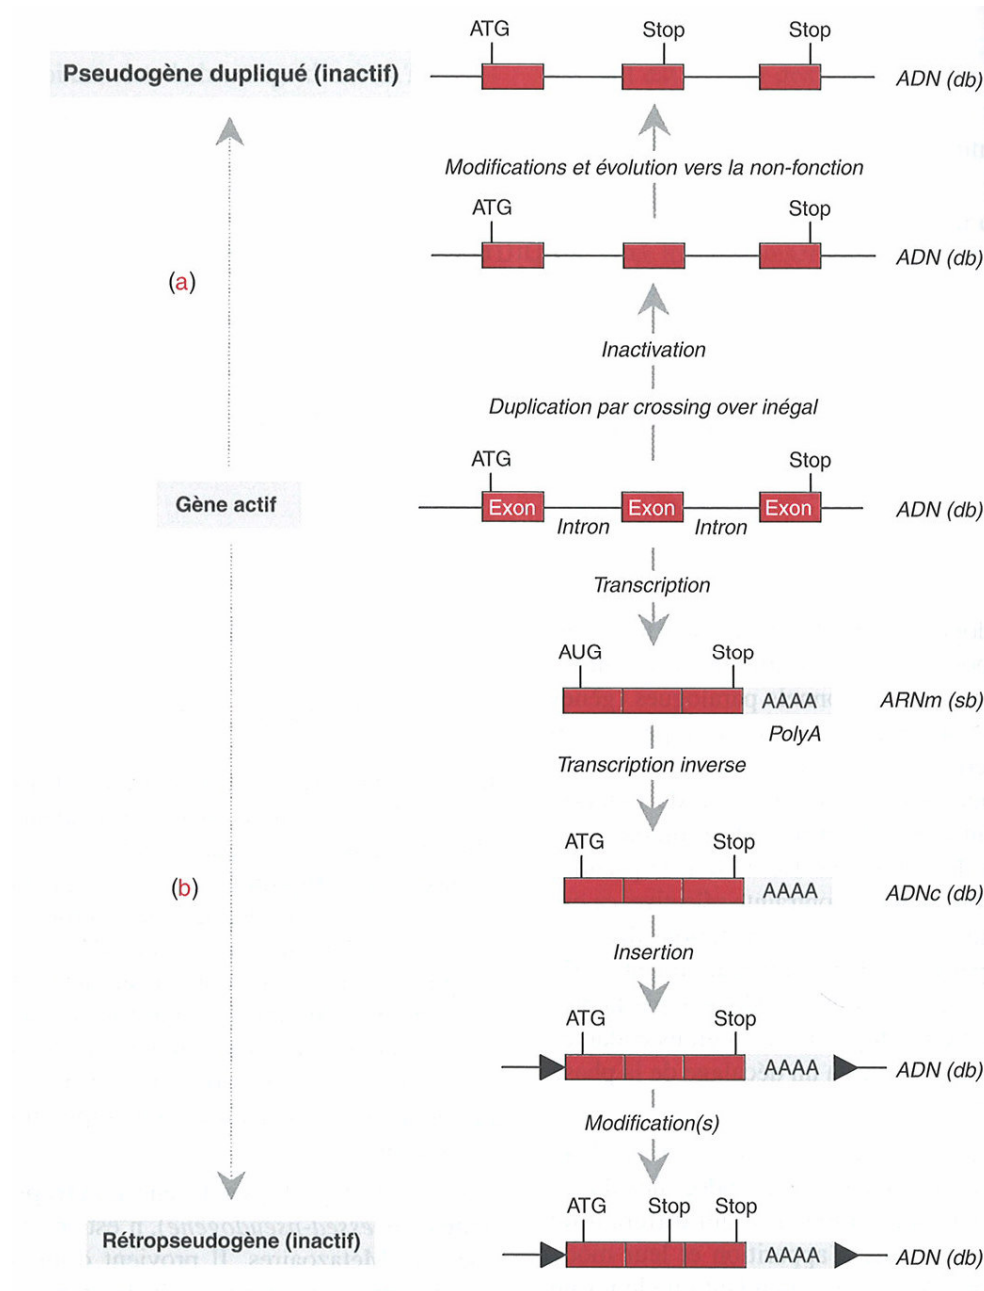 ATG Stop Stop
Pseudogène dupliqué (inactif) ADN (db)
Modifications et évolution vers la non-fonction
ATG Stop
ADN (db)
(a)
Inactivation
Duplication par crossing over inégal
ATG Stop
Gène actif Exon Exon Exon ADN (db)
Intron Intron
Transcription
AUG Stop
AAAA ARNm (sb)
PolyA
Transcription inverse
ATG Stop
(b) AAAA ADNc (db)
Insertion
ATG Stop
AAAA ADN (db)
Modification(s)
ATG Stop Stop
Rétropseudogène (inactif) AAAA ADN (db)